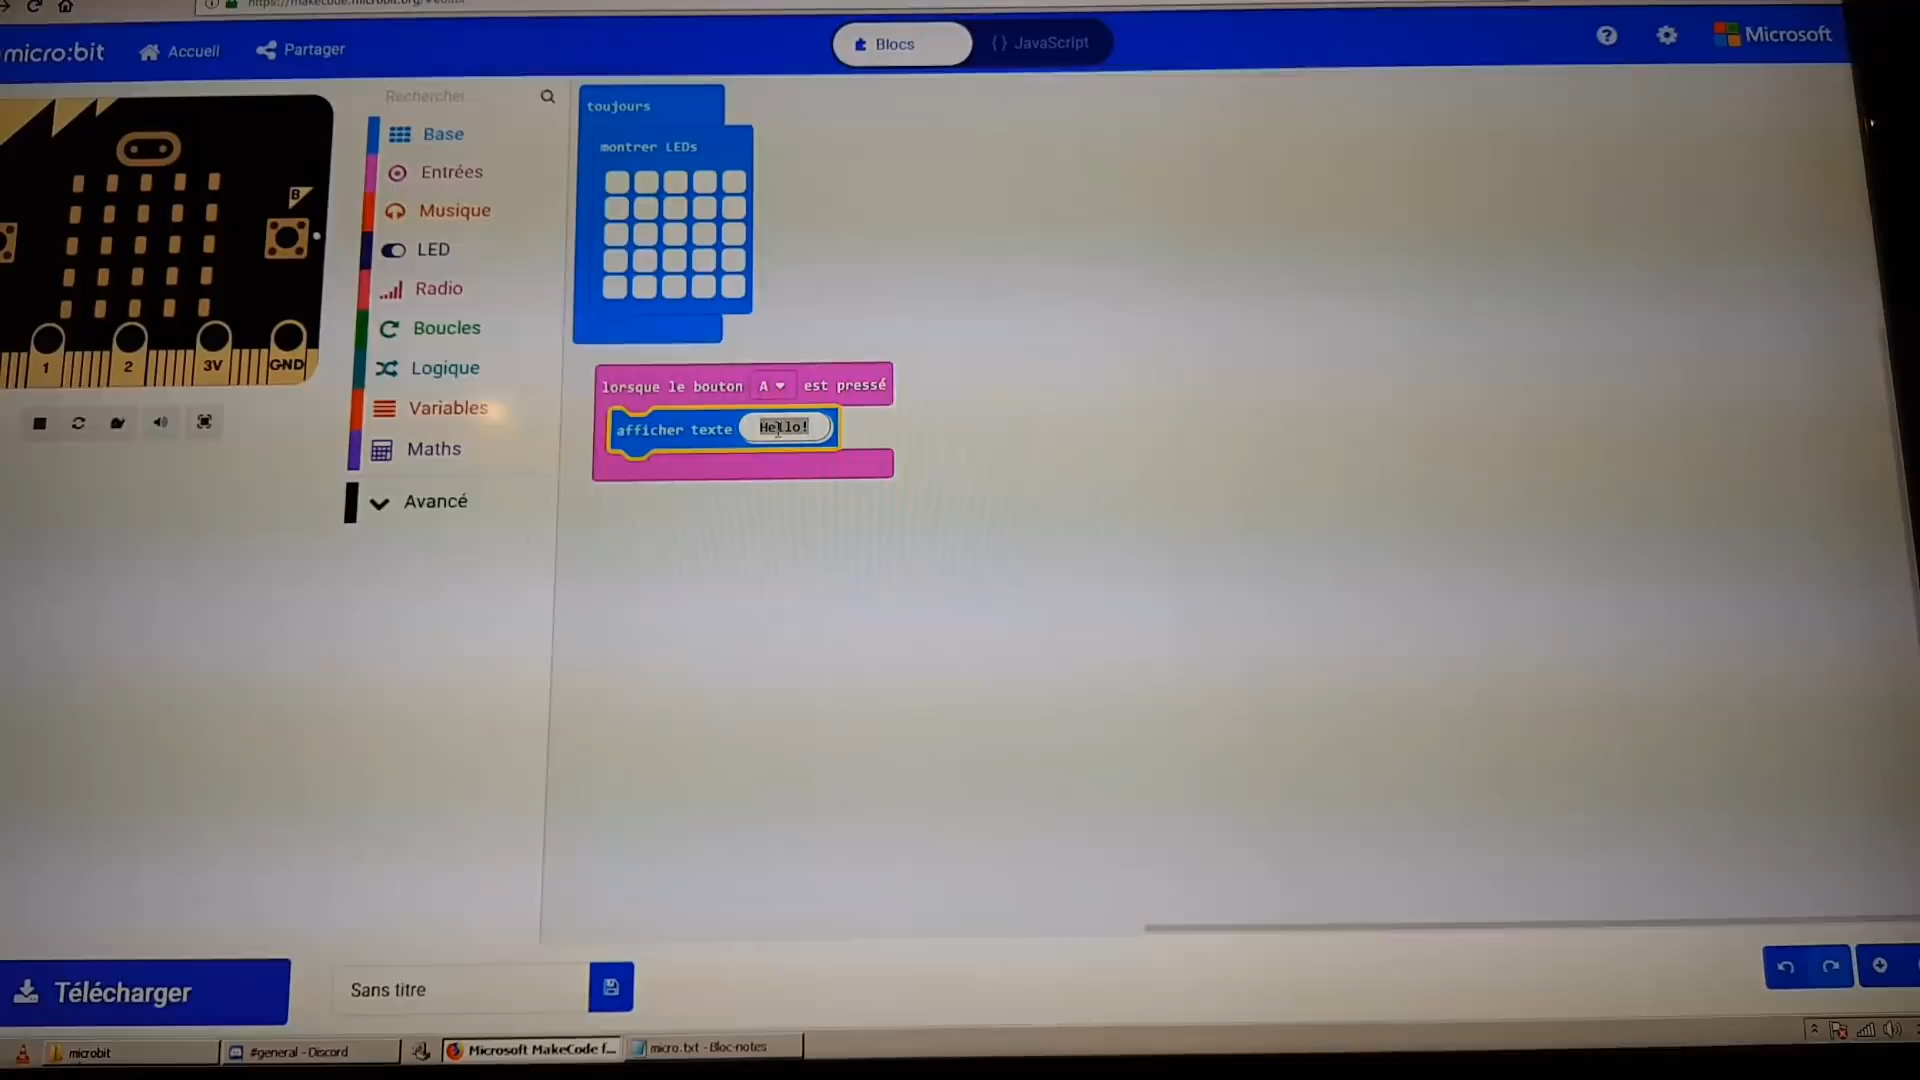 micro:bit
Accueil
Partager
Blocs
{} JavaScript
Microsoft
Rechercher...
Base
Entrées
Musique
LED
Radio
Boucles
Logique
Variables
Maths
Avancé
B
1
2
3V
GND
toujours
montrer LEDs
lorsque le bouton A est pressé
afficher texte Hello!
Télécharger
Sans titre
microbit
#general - Discord
Microsoft MakeCode f...
micro.txt - Bloc-notes